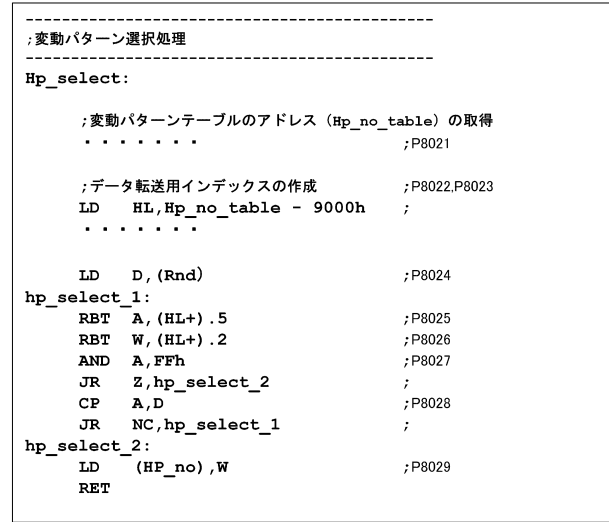 ---------------------------------------------
;変動パターン選択処理
---------------------------------------------
Hp_select:
;変動パターンテーブルのアドレス（Hp_no_table）の取得
・・・・・・・ ;P8021
;データ転送用インデックスの作成 ;P8022,P8023
LD HL,Hp_no_table - 9000h ;
・・・・・・・
LD D,(Rnd) ;P8024
hp_select_1:
RBT A,(HL+).5 ;P8025
RBT W,(HL+).2 ;P8026
AND A,FFh ;P8027
JR Z,hp_select_2 ;
CP A,D ;P8028
JR NC,hp_select_1 ;
hp_select_2:
LD (HP_no),W ;P8029
RET